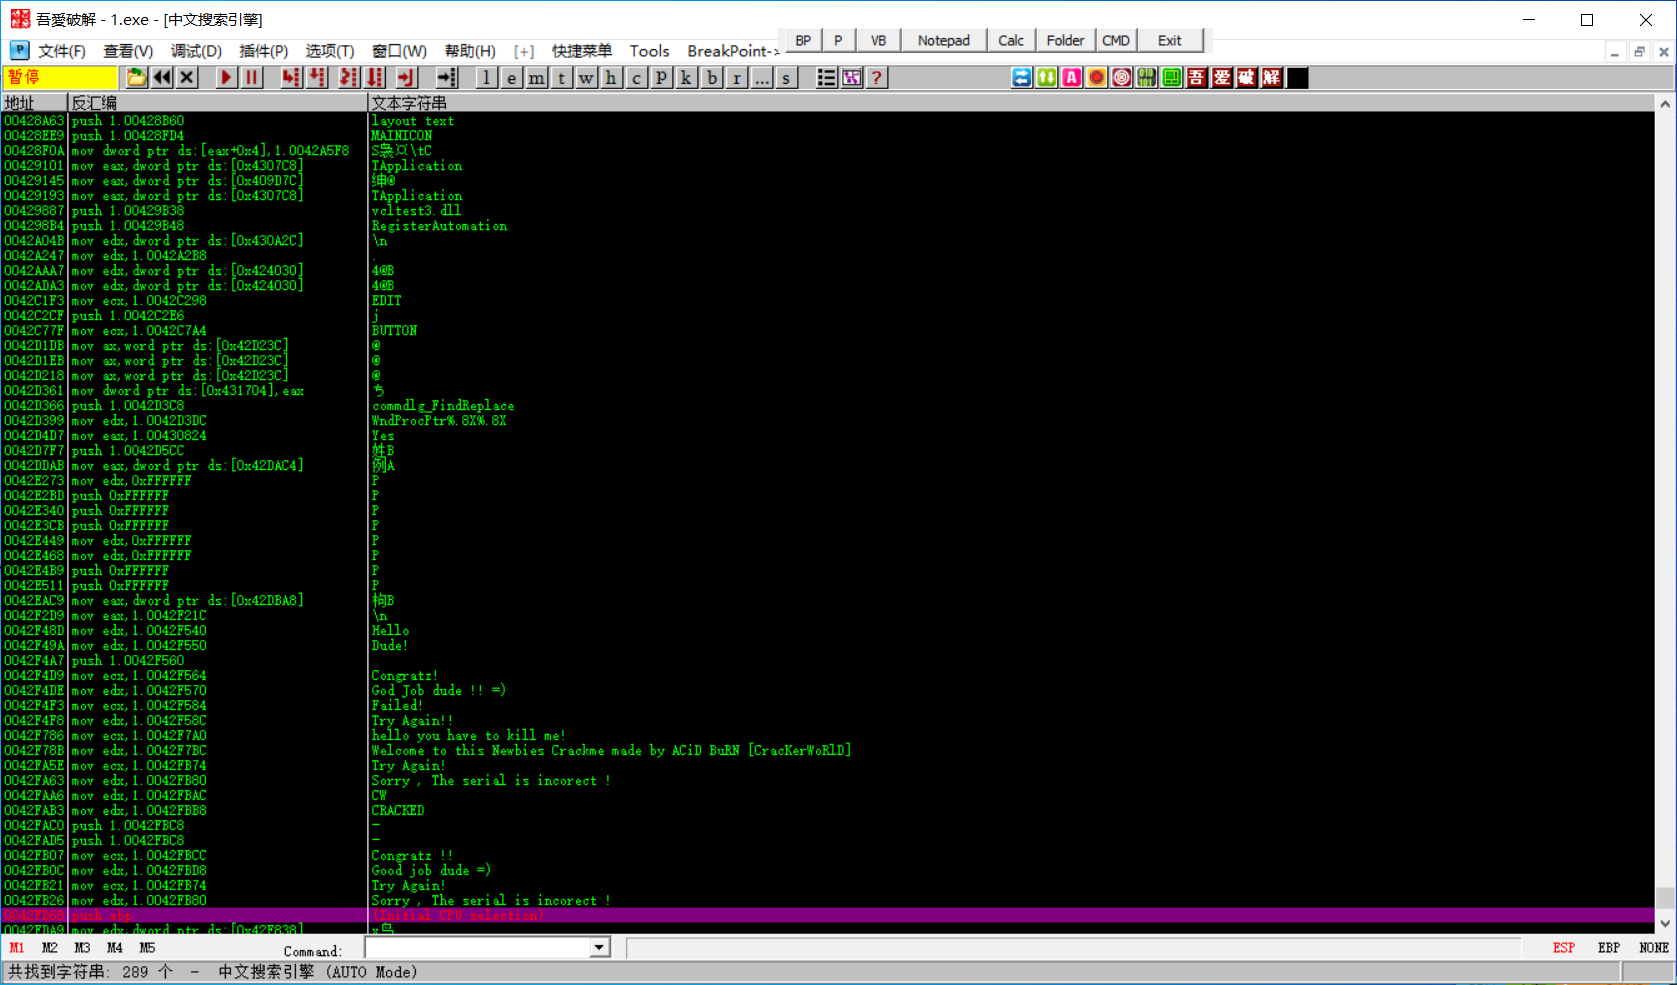 吾愛破解 - 1.exe - [中文搜索引擎]
文件(F) 查看(V) 调试(D) 插件(P) 选项(T) 窗口(W) 帮助(H) [+] 快捷菜单 Tools BreakPoint-> BP P VB Notepad Calc Folder CMD Exit
暂停 l e m t w h c P k b r ... s ? A 吾 爱 破 解
地址 反汇编 文本字符串
00428A63 push 1.00428B60 layout text
00428EE9 push 1.00428FD4 MAINICON
00428F0A mov dword ptr ds:[eax+0x4],1.0042A5F8 S袅¤\tC
00429101 mov eax,dword ptr ds:[0x4307C8] TApplication
00429145 mov eax,dword ptr ds:[0x409D7C] 绅@
00429193 mov eax,dword ptr ds:[0x4307C8] TApplication
00429887 push 1.00429B38 vcltest3.dll
004298B4 push 1.00429B48 RegisterAutomation
0042A04B mov edx,dword ptr ds:[0x430A2C] \n
0042A247 mov edx,1.0042A2B8 .
0042AAA7 mov edx,dword ptr ds:[0x424030] 4@B
0042ADA3 mov edx,dword ptr ds:[0x424030] 4@B
0042C1F3 mov ecx,1.0042C298 EDIT
0042C2CF push 1.0042C2E6 j
0042C77F mov ecx,1.0042C7A4 BUTTON
0042D1DB mov ax,word ptr ds:[0x42D23C] @
0042D1EB mov ax,word ptr ds:[0x42D23C] @
0042D218 mov ax,word ptr ds:[0x42D23C] @
0042D361 mov dword ptr ds:[0x431704],eax ち
0042D366 push 1.0042D3C8 commdlg_FindReplace
0042D399 mov edx,1.0042D3DC WndProcPtr%.8X%.8X
0042D4D7 mov eax,1.00430824 Yes
0042D7F7 push 1.0042D5CC 姓B
0042DDAB mov eax,dword ptr ds:[0x42DAC4] 例A
0042E273 mov edx,0xFFFFFF P
0042E2BD push 0xFFFFFF P
0042E340 push 0xFFFFFF P
0042E3CB push 0xFFFFFF P
0042E449 mov edx,0xFFFFFF P
0042E468 mov edx,0xFFFFFF P
0042E4B9 push 0xFFFFFF P
0042E511 push 0xFFFFFF P
0042EAC9 mov eax,dword ptr ds:[0x42DBA8] 枸B
0042F2D9 mov eax,1.0042F21C \n
0042F48D mov edx,1.0042F540 Hello
0042F49A mov edx,1.0042F550 Dude!
0042F4A7 push 1.0042F560
0042F4D9 mov ecx,1.0042F564 Congratz!
0042F4DE mov edx,1.0042F570 God Job dude !! =)
0042F4F3 mov ecx,1.0042F584 Failed!
0042F4F8 mov edx,1.0042F58C Try Again!!
0042F786 mov ecx,1.0042F7A0 hello you have to kill me!
0042F78B mov edx,1.0042F7BC Welcome to this Newbies Crackme made by ACiD BuRN [CracKerWoRlD]
0042FA5E mov ecx,1.0042FB74 Try Again!
0042FA63 mov edx,1.0042FB80 Sorry , The serial is incorect !
0042FAA6 mov edx,1.0042FBAC CW
0042FAB3 mov edx,1.0042FBB8 CRACKED
0042FAC0 push 1.0042FBC8 -
0042FAD5 push 1.0042FBC8 -
0042FB07 mov ecx,1.0042FBCC Congratz !!
0042FB0C mov edx,1.0042FBD8 Good job dude =)
0042FB21 mov ecx,1.0042FB74 Try Again!
0042FB26 mov edx,1.0042FB80 Sorry , The serial is incorect !
0042FD68 push ebp (Initial CPU selection)
0042FDA9 mov edx,dword ptr ds:[0x42F838] x鸟
M1 M2 M3 M4 M5 Command: ESP EBP NONE
共找到字符串: 289 个 - 中文搜索引擎 (AUTO Mode)